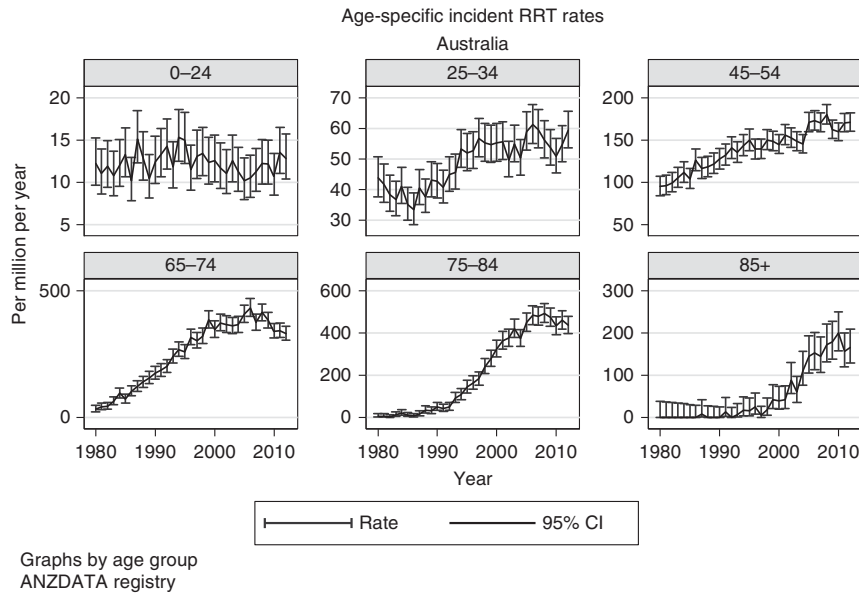 Age-specific incident RRT rates
Australia
0–24
25–34
45–54
20
15
10
5
70
60
50
40
30
200
150
100
50
Per million per year
65–74
75–84
85+
500
0
600
400
200
0
300
200
100
0
1980 1990 2000 2010
1980 1990 2000 2010
1980 1990 2000 2010
Year
Rate
95% CI
Graphs by age group
ANZDATA registry